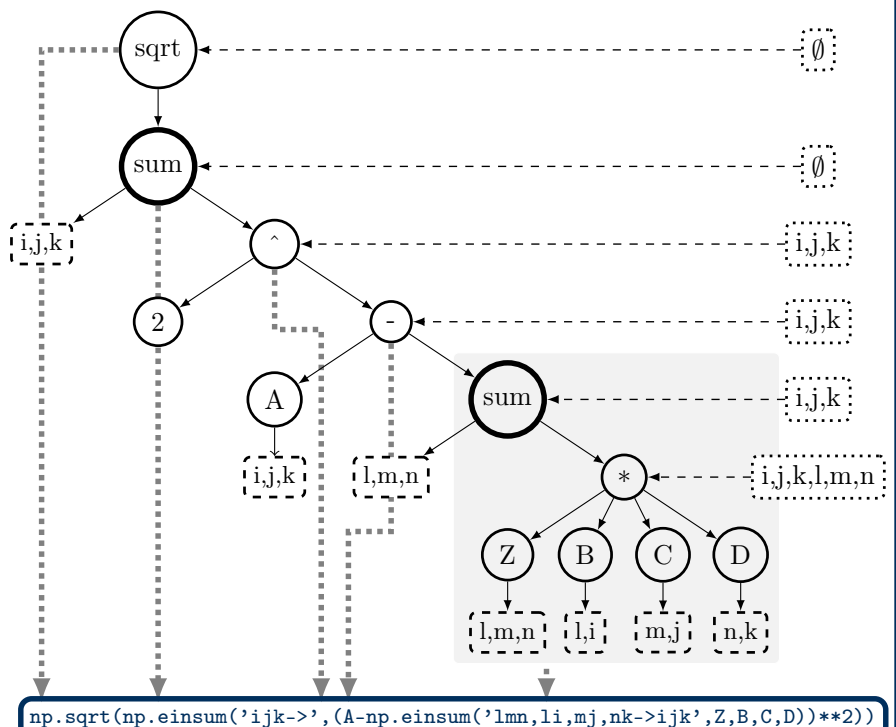 sqrt ∅
sum ∅
i,j,k ^ i,j,k
2 - i,j,k
A sum i,j,k
i,j,k l,m,n * i,j,k,l,m,n
Z B C D
l,m,n l,i m,j n,k
np.sqrt(np.einsum('ijk->',(A-np.einsum('lmn,li,mj,nk->ijk',Z,B,C,D))**2))